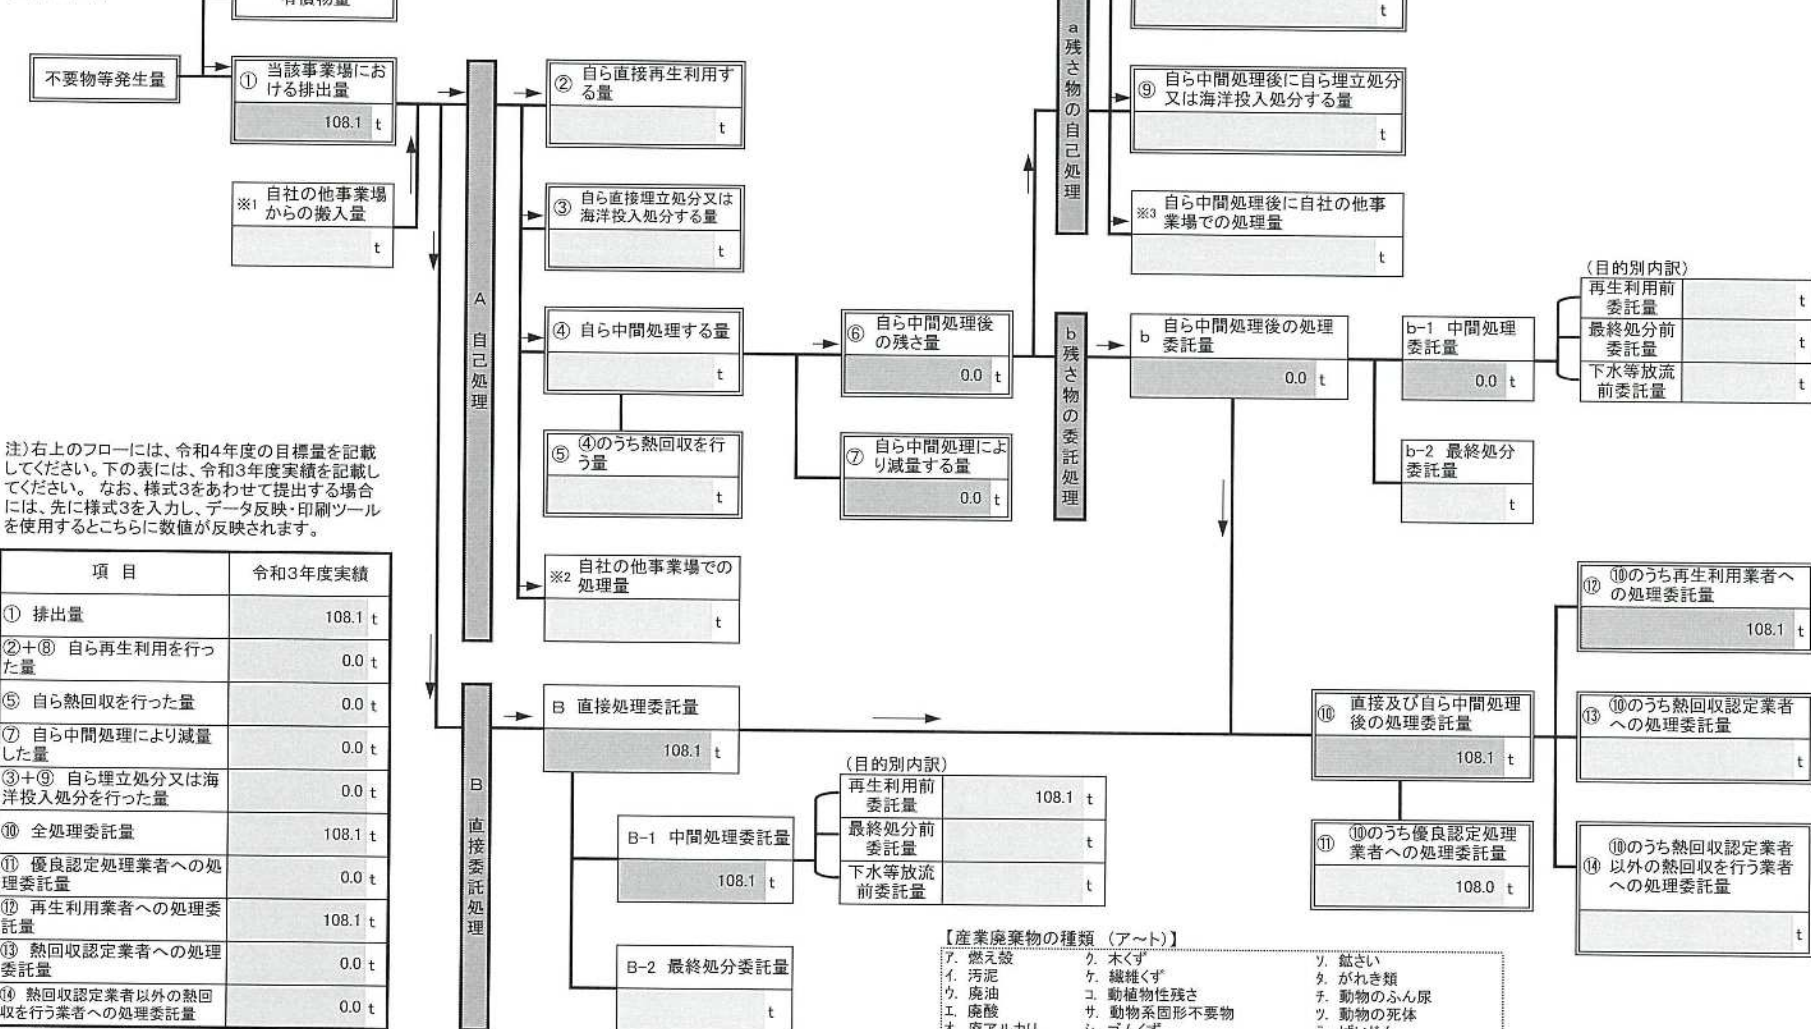 有償物量
不要物等発生量
① 当該事業場にお
ける排出量
108.1 t
※1 自社の他事業場
からの搬入量
t
A 自己処理
② 自ら直接再生利用す
る量
t
③ 自ら直接埋立処分又は
海洋投入処分する量
t
④ 自ら中間処理する量
t
⑤ ④のうち熱回収を行
う量
t
※2 自社の他事業場での
処理量
t
⑥ 自ら中間処理後
の残さ量
0.0 t
⑦ 自ら中間処理によ
り減量する量
0.0 t
a 残さ物の自己処理
t
⑨ 自ら中間処理後に自ら埋立処分
又は海洋投入処分する量
t
※3 自ら中間処理後に自社の他事
業場での処理量
t
b 残さ物の委託処理
b 自ら中間処理後の処理
委託量
0.0 t
b-1 中間処理
委託量
0.0 t
b-2 最終処分
委託量
t
(目的別内訳)
再生利用前
委託量 t
最終処分前
委託量 t
下水等放流
前委託量 t
注)右上のフローには、令和4年度の目標量を記載
してください。下の表には、令和3年度実績を記載し
てください。 なお、様式3をあわせて提出する場合
には、先に様式3を入力し、データ反映・印刷ツール
を使用するとこちらに数値が反映されます。
項 目 令和3年度実績
① 排出量 108.1 t
②+⑧ 自ら再生利用を行っ
た量 0.0 t
⑤ 自ら熱回収を行った量 0.0 t
⑦ 自ら中間処理により減量
した量 0.0 t
③+⑨ 自ら埋立処分又は海
洋投入処分を行った量 0.0 t
⑩ 全処理委託量 108.1 t
⑪ 優良認定処理業者への処
理委託量 0.0 t
⑫ 再生利用業者への処理委
託量 108.1 t
⑬ 熱回収認定業者への処理
委託量 0.0 t
⑭ 熱回収認定業者以外の熱回
収を行う業者への処理委託量 0.0 t
B 直接委託処理
B 直接処理委託量
108.1 t
B-1 中間処理委託量
108.1 t
B-2 最終処分委託量
t
(目的別内訳)
再生利用前
委託量 108.1 t
最終処分前
委託量 t
下水等放流
前委託量 t
⑩ 直接及び自ら中間処理
後の処理委託量
108.1 t
⑪ ⑩のうち優良認定処理
業者への処理委託量
108.0 t
⑫ ⑩のうち再生利用業者へ
の処理委託量
108.1 t
⑬ ⑩のうち熱回収認定業者
への処理委託量
t
⑭ ⑩のうち熱回収認定業者
以外の熱回収を行う業者
への処理委託量
t
【産業廃棄物の種類 (ア～ト)】
ア. 燃え殻 ク. 木くず ソ. 鉱さい
イ. 汚泥 ケ. 繊維くず タ. がれき類
ウ. 廃油 コ. 動植物性残さ チ. 動物のふん尿
エ. 廃酸 サ. 動物系固形不要物 ツ. 動物の死体
オ. 廃アルカリ シ. ゴムくず